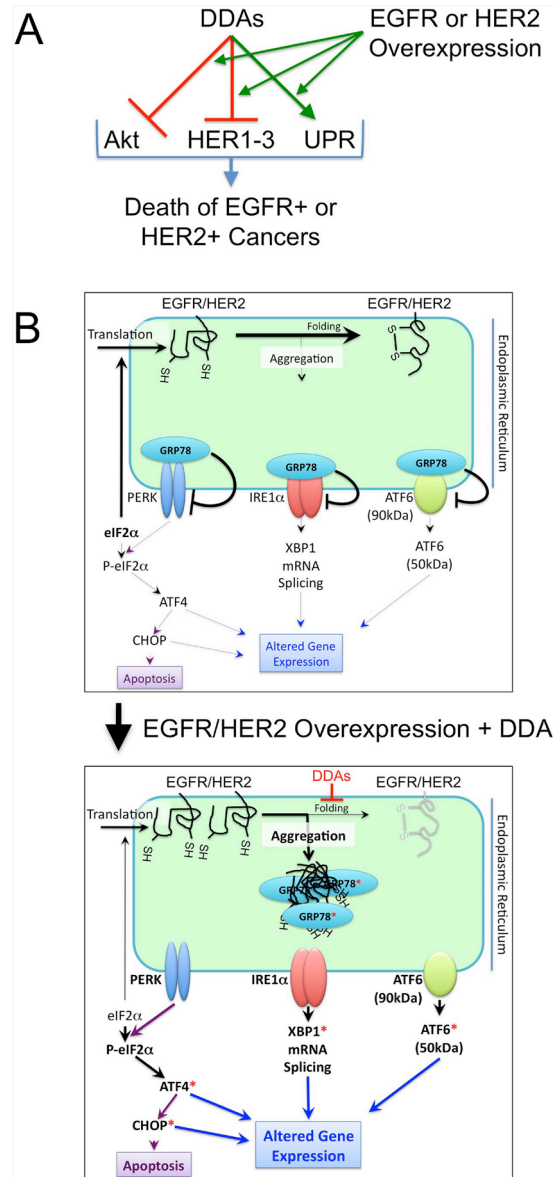 A
DDAs
EGFR or HER2
Overexpression
Akt
HER1-3
UPR
Death of EGFR+ or
HER2+ Cancers
B
EGFR/HER2
EGFR/HER2
Translation
Folding
Aggregation
SH
SH
S
S
Endoplasmic Reticulum
GRP78
GRP78
GRP78
PERK
IRE1α
ATF6
(90kDa)
eIF2α
P-eIF2α
XBP1
mRNA
Splicing
ATF6
(50kDa)
ATF4
CHOP
Altered Gene
Expression
Apoptosis
EGFR/HER2 Overexpression + DDA
DDAs
EGFR/HER2
EGFR/HER2
Translation
Folding
Aggregation
SH
SH
SH
SH
S
S
Endoplasmic Reticulum
GRP78
GRP78*
GRP78*
PERK
IRE1α
ATF6
(90kDa)
eIF2α
P-eIF2α
XBP1*
mRNA
Splicing
ATF6*
(50kDa)
ATF4*
CHOP*
Altered Gene
Expression
Apoptosis